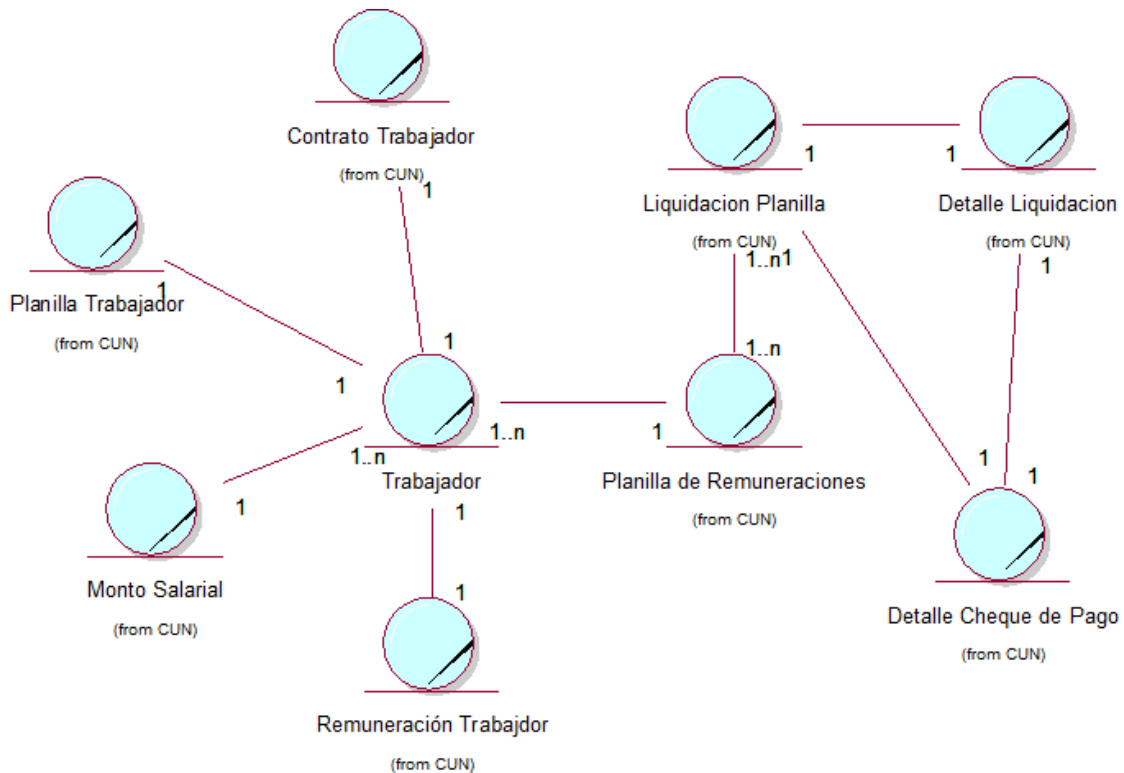 Contrato Trabajador
(from CUN)
1
Liquidacion Planilla
(from CUN)
1
1
Detalle Liquidacion
(from CUN)
1..n
1
1
Planilla Trabajador
(from CUN)
1
1
1
1..n
Trabajador
1..n
1
1..n
Planilla de Remuneraciones
(from CUN)
1
1
Monto Salarial
(from CUN)
1
1
1
Detalle Cheque de Pago
(from CUN)
Remuneración Trabajdor
(from CUN)